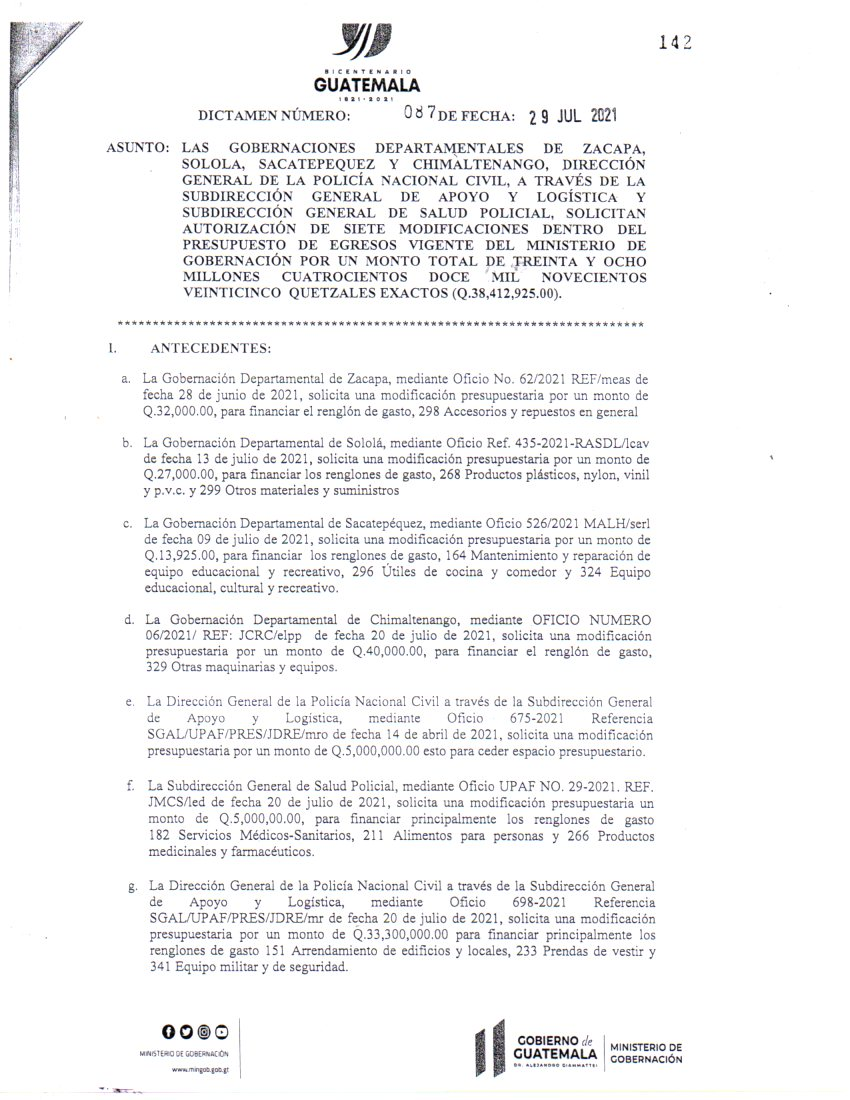 142
BICENTENARIO
GUATEMALA
1821-2021
DICTAMEN NÚMERO: 087 DE FECHA: 29 JUL 2021
ASUNTO: LAS GOBERNACIONES DEPARTAMENTALES DE ZACAPA,
SOLOLA, SACATEPEQUEZ Y CHIMALTENANGO, DIRECCIÓN
GENERAL DE LA POLICÍA NACIONAL CIVIL, A TRAVÉS DE LA
SUBDIRECCIÓN GENERAL DE APOYO Y LOGÍSTICA Y
SUBDIRECCIÓN GENERAL DE SALUD POLICIAL, SOLICITAN
AUTORIZACIÓN DE SIETE MODIFICACIONES DENTRO DEL
PRESUPUESTO DE EGRESOS VIGENTE DEL MINISTERIO DE
GOBERNACIÓN POR UN MONTO TOTAL DE TREINTA Y OCHO
MILLONES CUATROCIENTOS DOCE MIL NOVECIENTOS
VEINTICINCO QUETZALES EXACTOS (Q.38,412,925.00).
***************************************************************************
I. ANTECEDENTES:
a. La Gobernación Departamental de Zacapa, mediante Oficio No. 62/2021 REF/meas de
fecha 28 de junio de 2021, solicita una modificación presupuestaria por un monto de
Q.32,000.00, para financiar el renglón de gasto, 298 Accesorios y repuestos en general
b. La Gobernación Departamental de Sololá, mediante Oficio Ref. 435-2021-RASDL/lcav
de fecha 13 de julio de 2021, solicita una modificación presupuestaria por un monto de
Q.27,000.00, para financiar los renglones de gasto, 268 Productos plásticos, nylon, vinil
y p.v.c. y 299 Otros materiales y suministros
c. La Gobernación Departamental de Sacatepéquez, mediante Oficio 526/2021 MALH/serl
de fecha 09 de julio de 2021, solicita una modificación presupuestaria por un monto de
Q.13,925.00, para financiar los renglones de gasto, 164 Mantenimiento y reparación de
equipo educacional y recreativo, 296 Útiles de cocina y comedor y 324 Equipo
educacional, cultural y recreativo.
d. La Gobernación Departamental de Chimaltenango, mediante OFICIO NUMERO
06/2021/ REF: JCRC/elpp de fecha 20 de julio de 2021, solicita una modificación
presupuestaria por un monto de Q.40,000.00, para financiar el renglón de gasto,
329 Otras maquinarias y equipos.
e. La Dirección General de la Policía Nacional Civil a través de la Subdirección General
de Apoyo y Logística, mediante Oficio 675-2021 Referencia
SGAL/UPAF/PRES/JDRE/mro de fecha 14 de abril de 2021, solicita una modificación
presupuestaria por un monto de Q.5,000,000.00 esto para ceder espacio presupuestario.
f. La Subdirección General de Salud Policial, mediante Oficio UPAF NO. 29-2021. REF.
JMCS/led de fecha 20 de julio de 2021, solicita una modificación presupuestaria un
monto de Q.5,000,00.00, para financiar principalmente los renglones de gasto
182 Servicios Médicos-Sanitarios, 211 Alimentos para personas y 266 Productos
medicinales y farmacéuticos.
g. La Dirección General de la Policía Nacional Civil a través de la Subdirección General
de Apoyo y Logística, mediante Oficio 698-2021 Referencia
SGAL/UPAF/PRES/JDRE/mr de fecha 20 de julio de 2021, solicita una modificación
presupuestaria por un monto de Q.33,300,000.00 para financiar principalmente los
renglones de gasto 151 Arrendamiento de edificios y locales, 233 Prendas de vestir y
341 Equipo militar y de seguridad.
MINISTERIO DE GOBERNACIÓN
www.mingob.gob.gt
GOBIERNO de
GUATEMALA
DR. ALEJANDRO GIAMMATTEI
MINISTERIO DE
GOBERNACIÓN